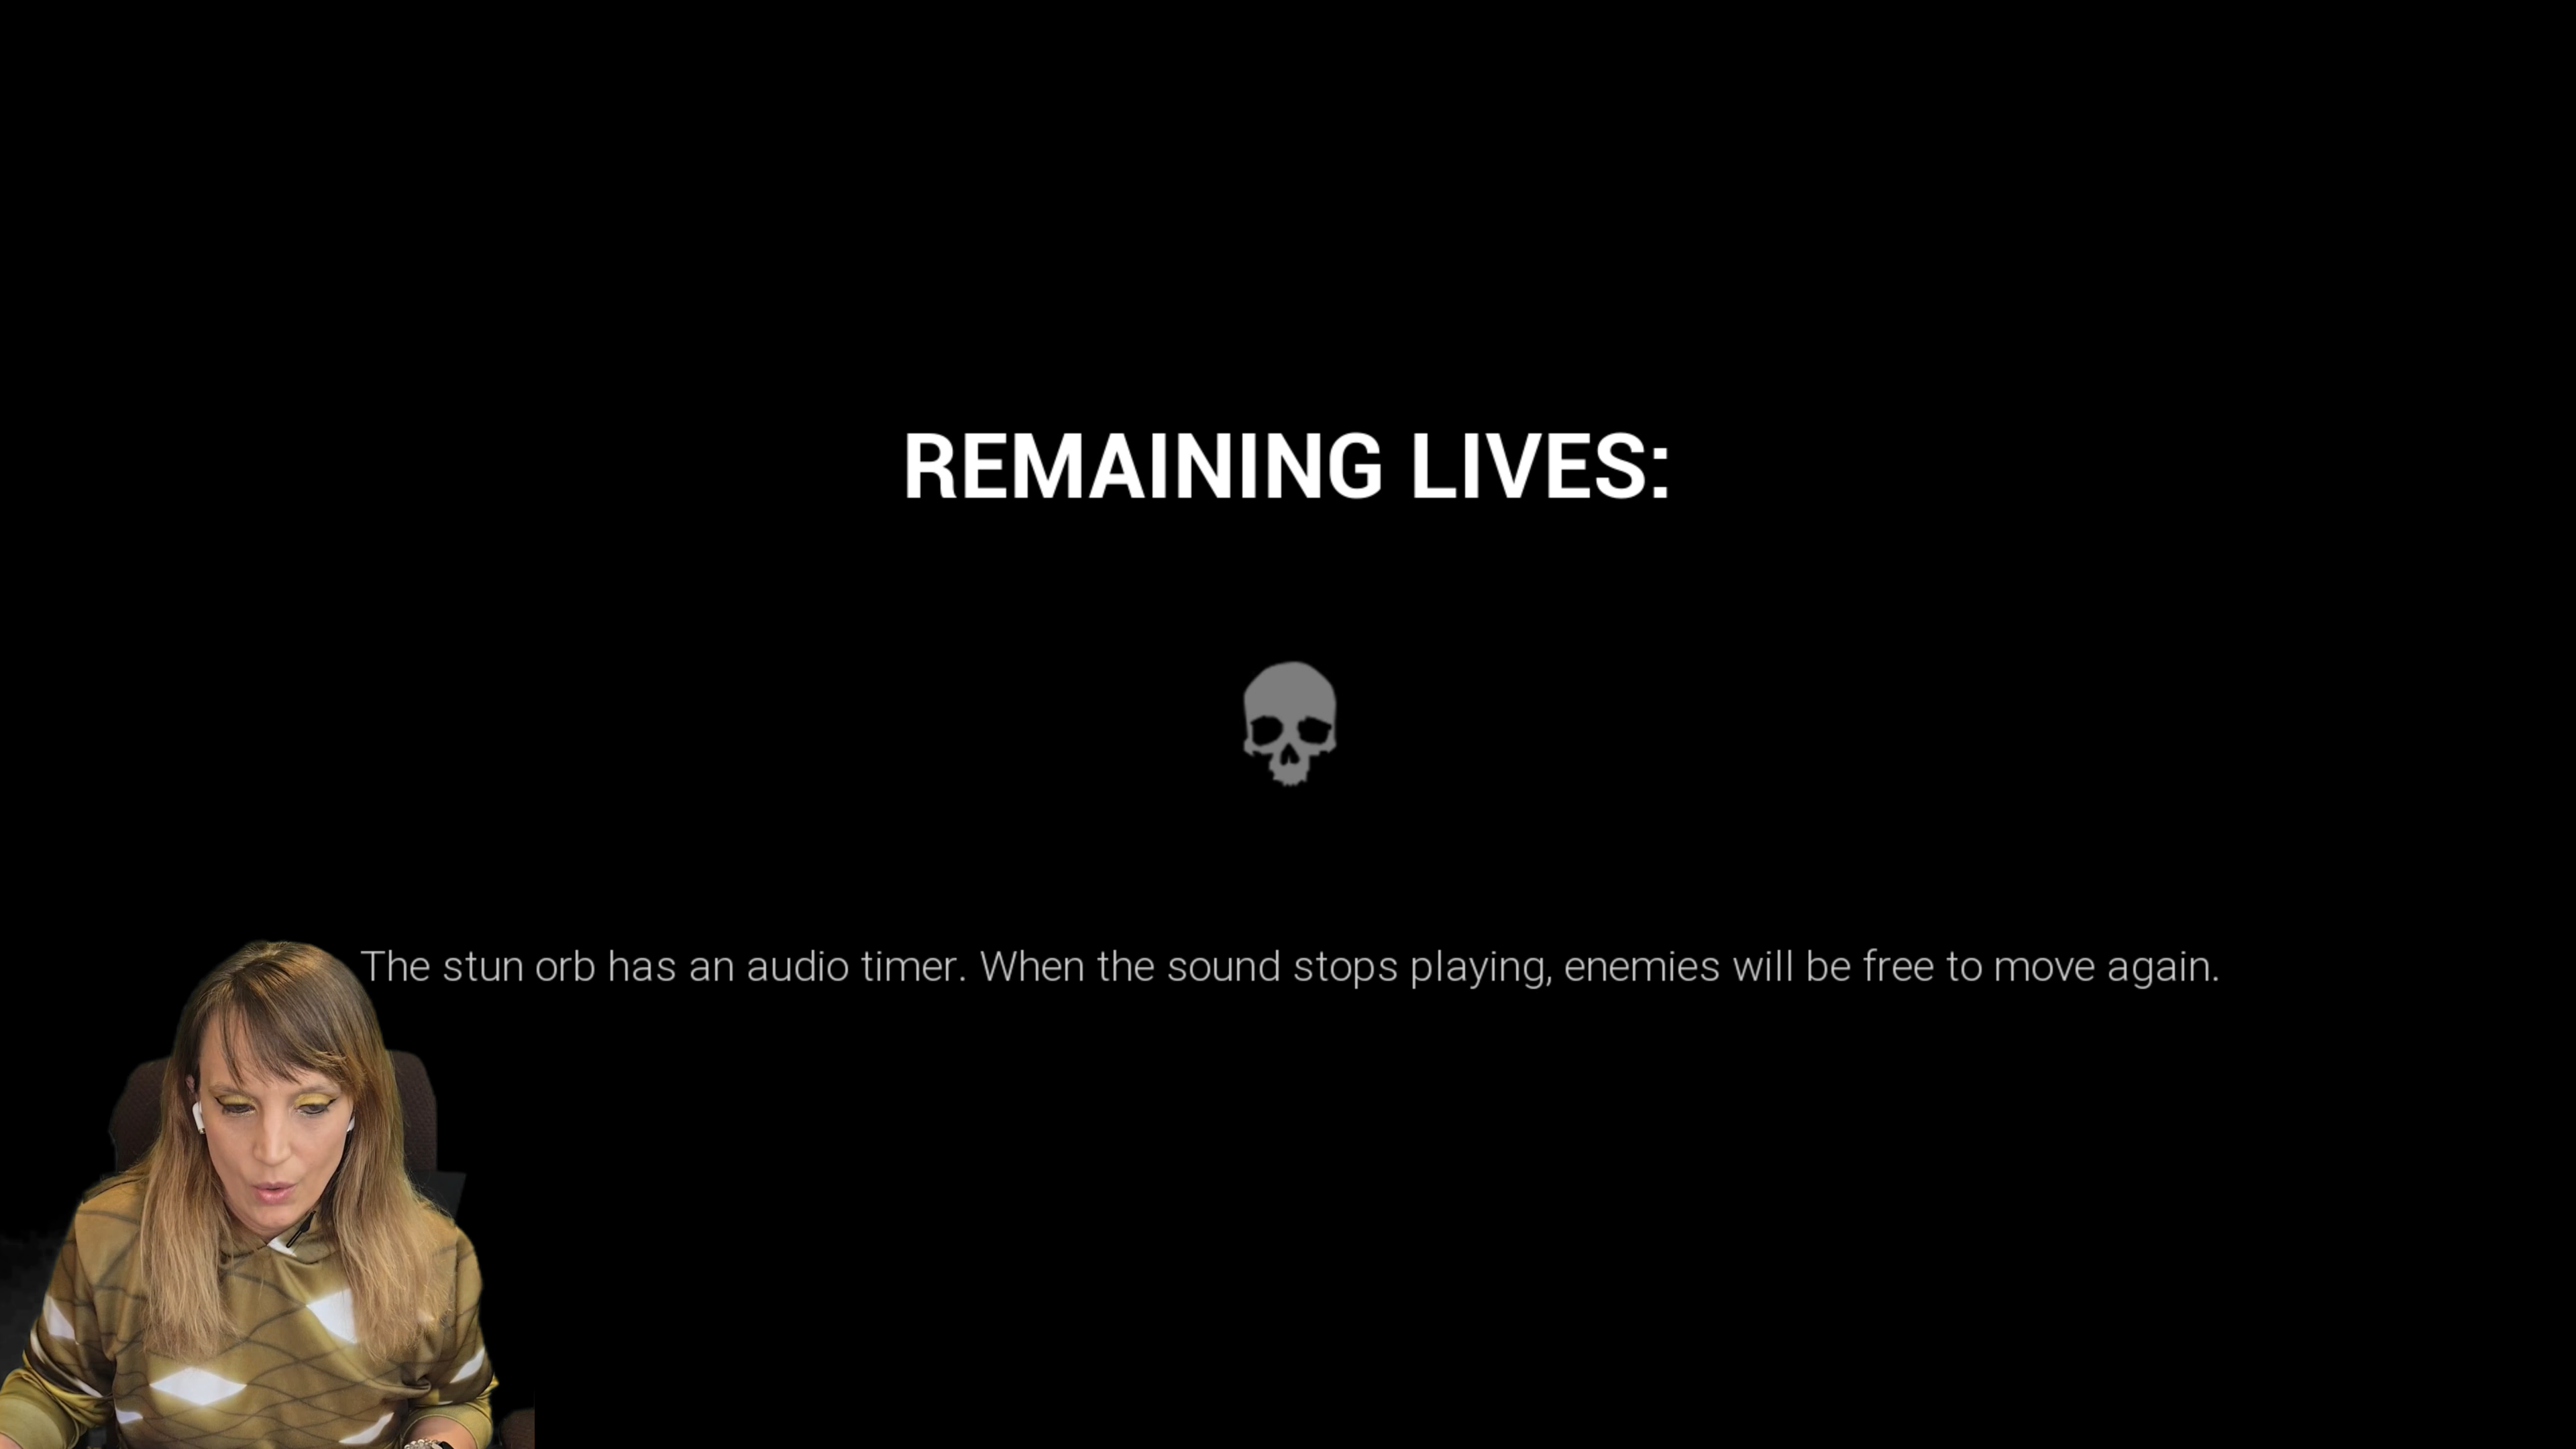 REMAINING LIVES:
The stun orb has an audio timer. When the sound stops playing, enemies will be free to move again.